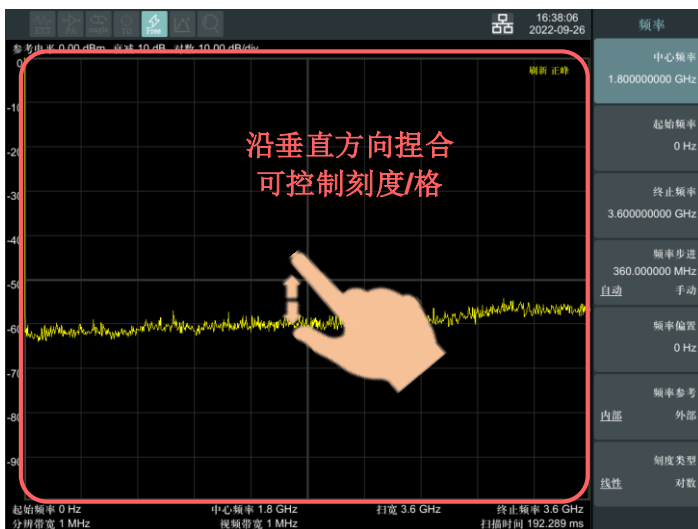 EXT PA single TG Free
16:38:06
2022-09-26
频率
参考电平 0.00 dBm 衰减 10 dB 对数 10.00 dB/div
刷新 正峰
0
-10
-20
-30
-40
-50
-60
-70
-80
-90
沿垂直方向捏合
可控制刻度/格
中心频率
1.800000000 GHz
起始频率
0 Hz
终止频率
3.600000000 GHz
频率步进
360.000000 MHz
自动 手动
频率偏置
0 Hz
频率参考
内部 外部
刻度类型
线性 对数
起始频率 0 Hz 中心频率 1.8 GHz 扫宽 3.6 GHz 终止频率 3.6 GHz
分辨带宽 1 MHz 视频带宽 1 MHz 扫描时间 192.289 ms